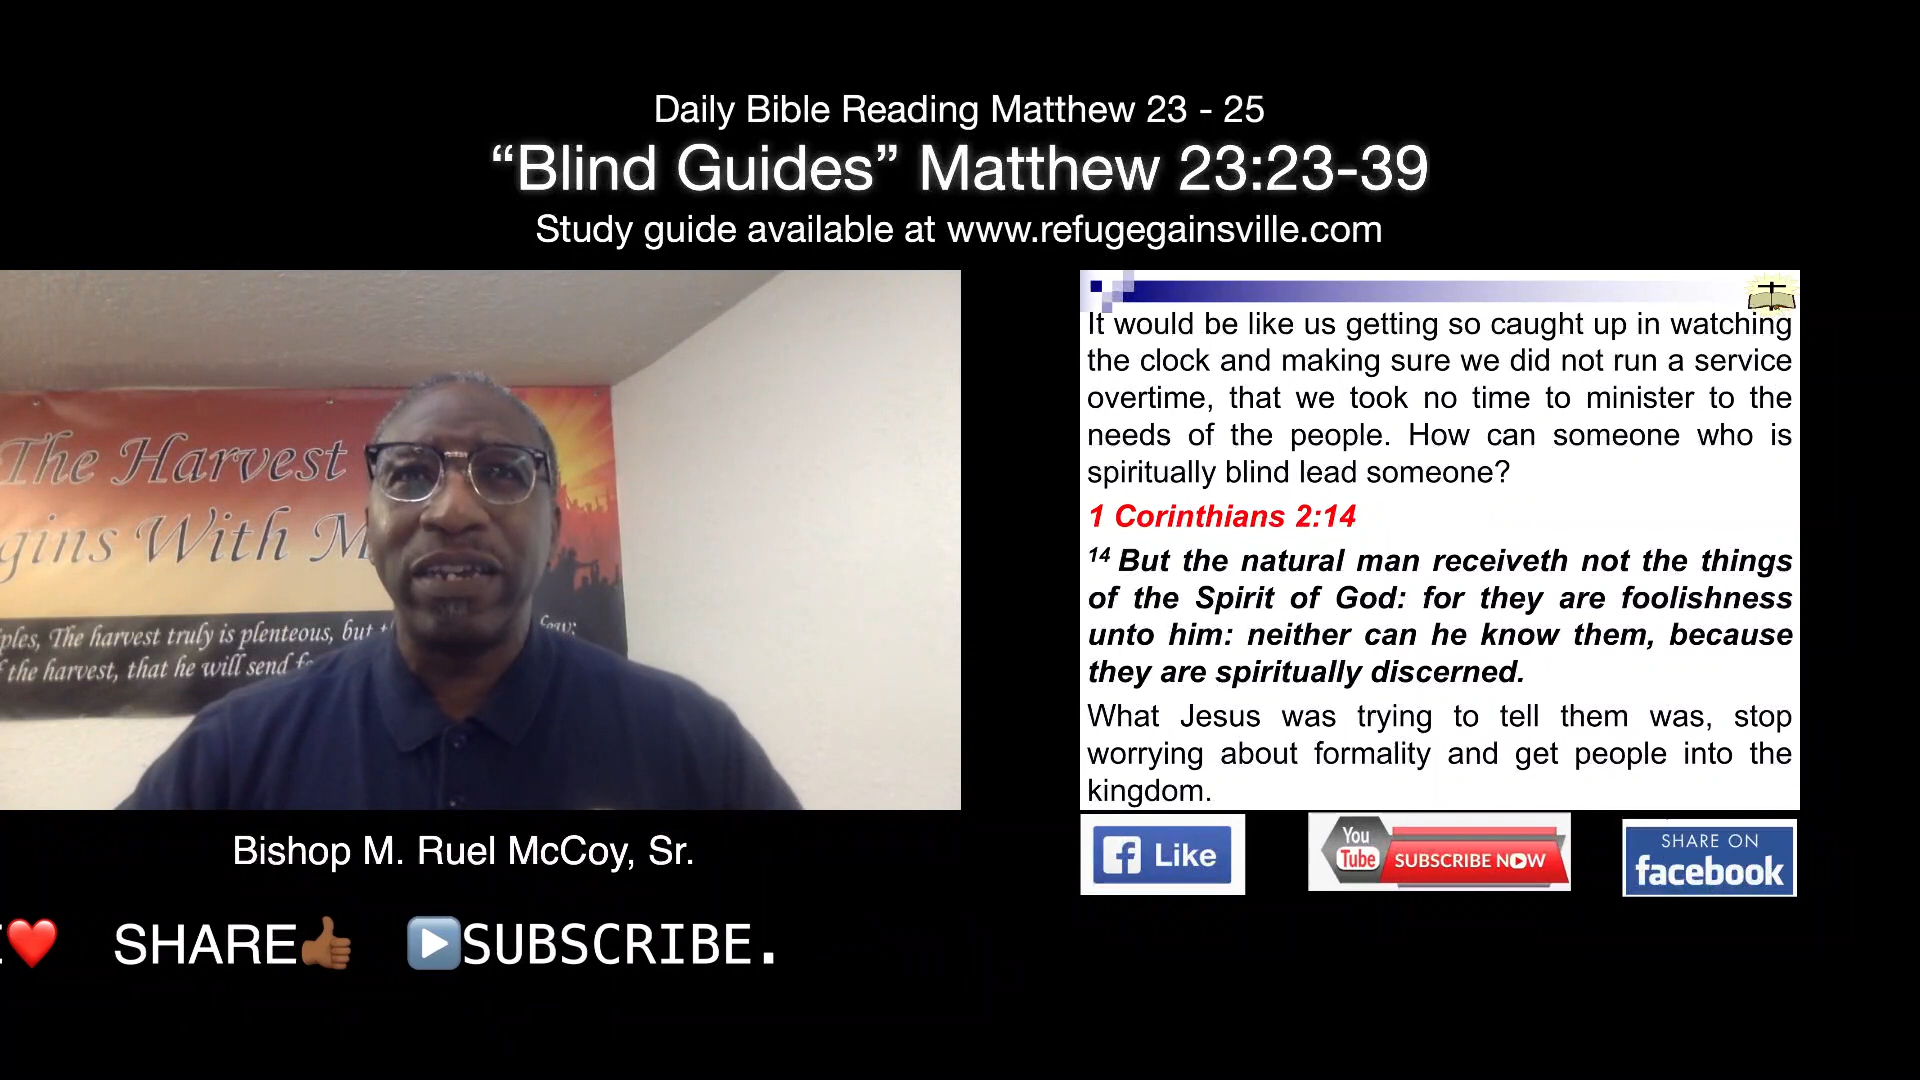 Daily Bible Reading Matthew 23 - 25
“Blind Guides” Matthew 23:23-39
Study guide available at www.refugegainsville.com
The Harvest
gins With M
ples, The harvest truly is plenteous, but
few;
f the harvest, that he will send
It would be like us getting so caught up in watching
the clock and making sure we did not run a service
overtime, that we took no time to minister to the
needs of the people. How can someone who is
spiritually blind lead someone?
1 Corinthians 2:14
14 But the natural man receiveth not the things
of the Spirit of God: for they are foolishness
unto him: neither can he know them, because
they are spiritually discerned.
What Jesus was trying to tell them was, stop
worrying about formality and get people into the
kingdom.
Bishop M. Ruel McCoy, Sr.
Like
You
Tube
SUBSCRIBE NOW
SHARE ON
facebook
❤️ SHARE👍🏾 ▶️SUBSCRIBE.